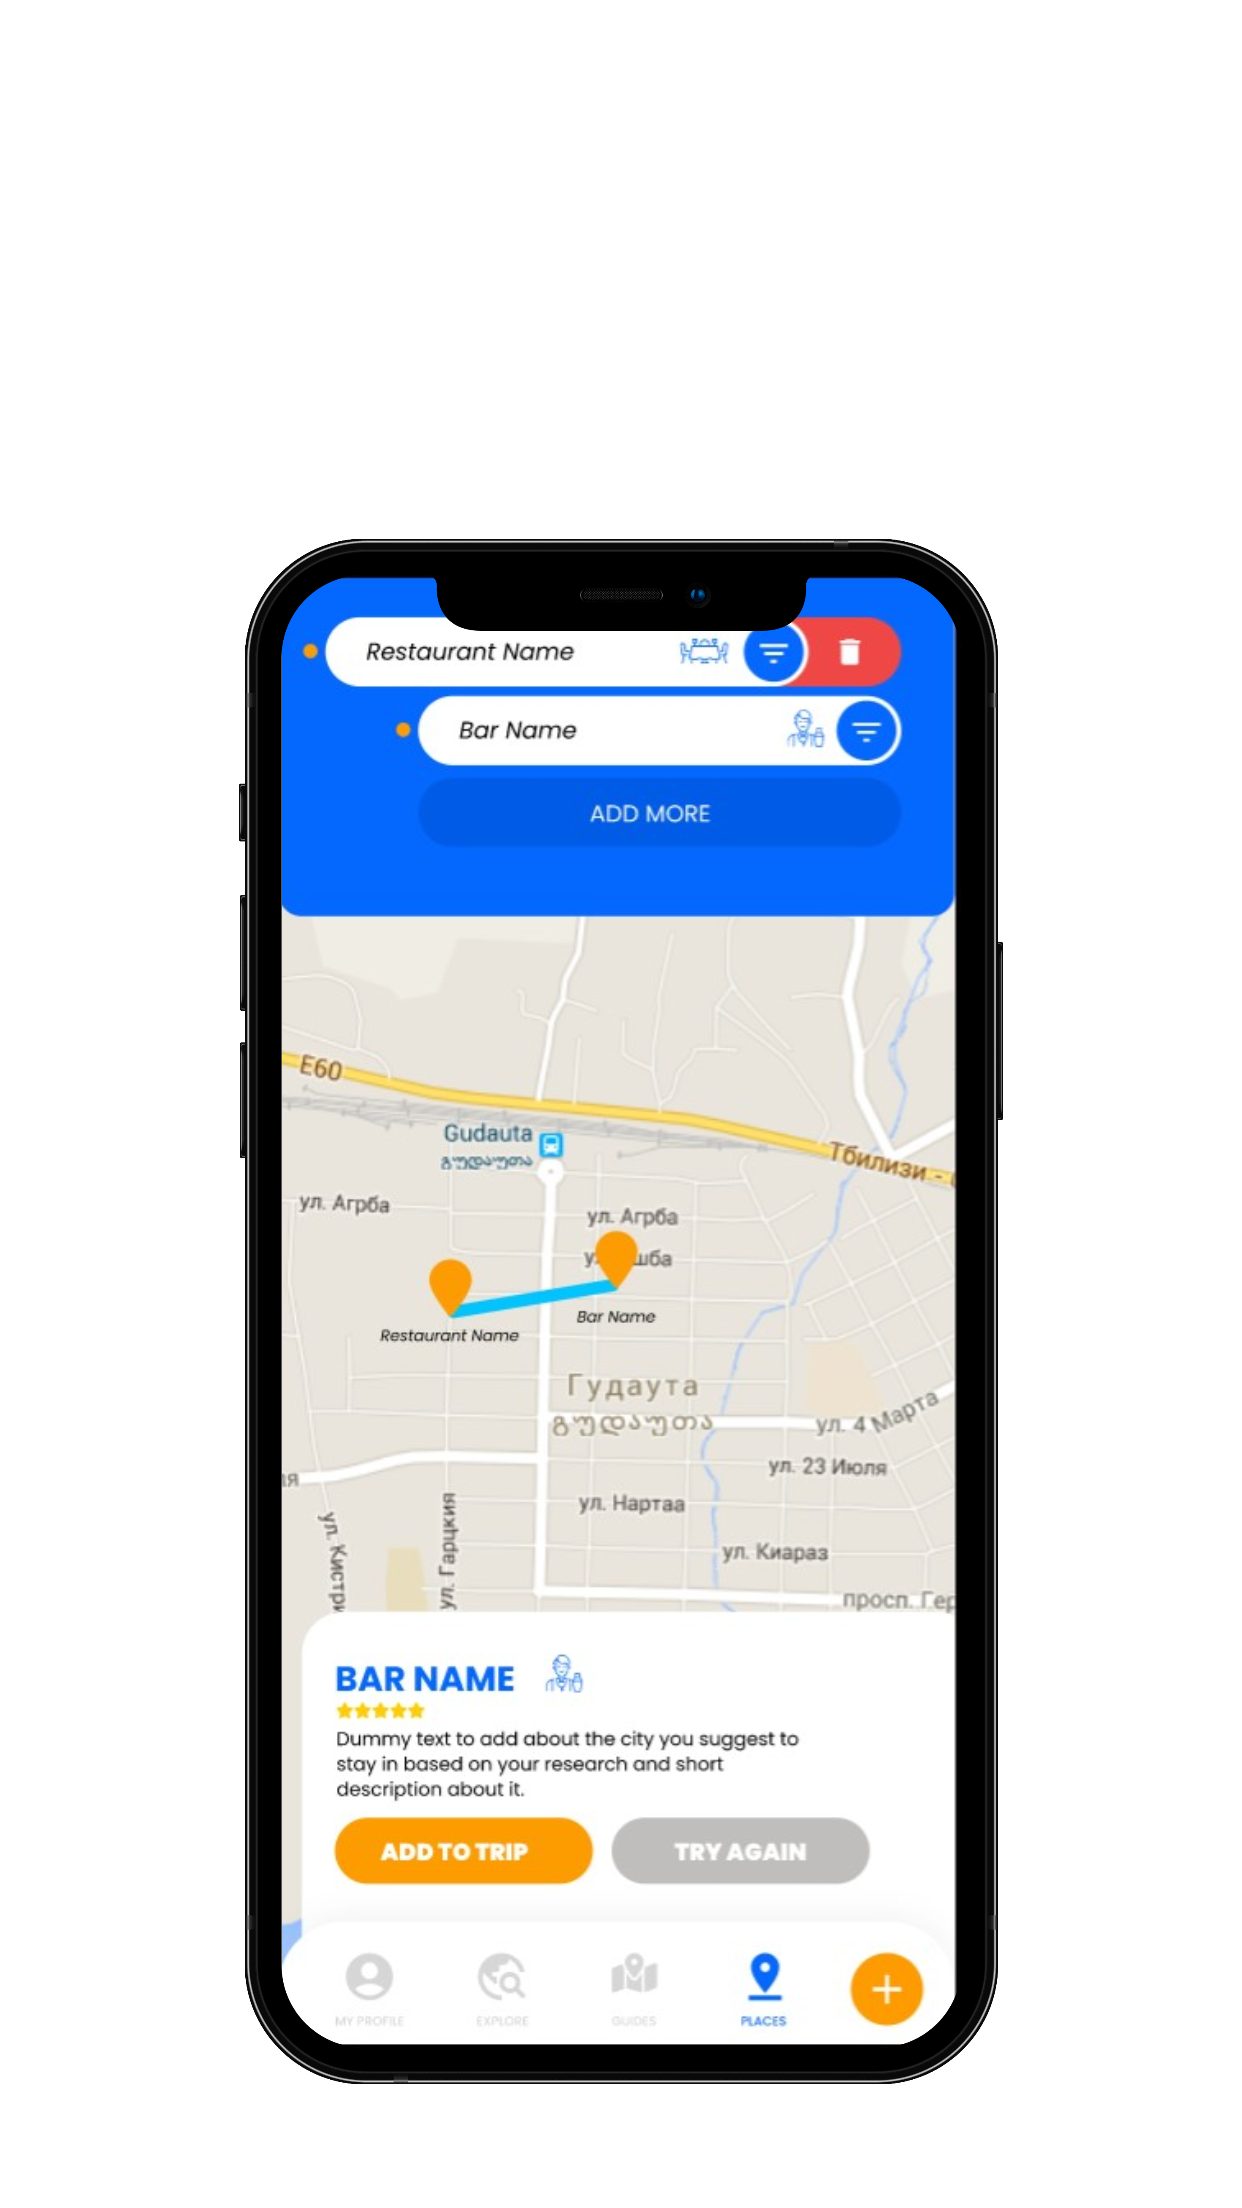 Restaurant Name
Bar Name
ADD MORE
E60
Gudauta
გუდაუთა
Тбилизи -
ул. Агрба
ул. Агрба
шба
Bar Name
Restaurant Name
Гудаута
გუდაუთა
ул. 4 Марта
ул. 23 Июля
ул. Нартаа
ул. Гарцкия
ул. Кистри
ул. Киараз
просп. Гер
BAR NAME
Dummy text to add about the city you suggest to
stay in based on your research and short
description about it.
ADD TO TRIP
TRY AGAIN
MY PROFILE
EXPLORE
GUIDES
PLACES